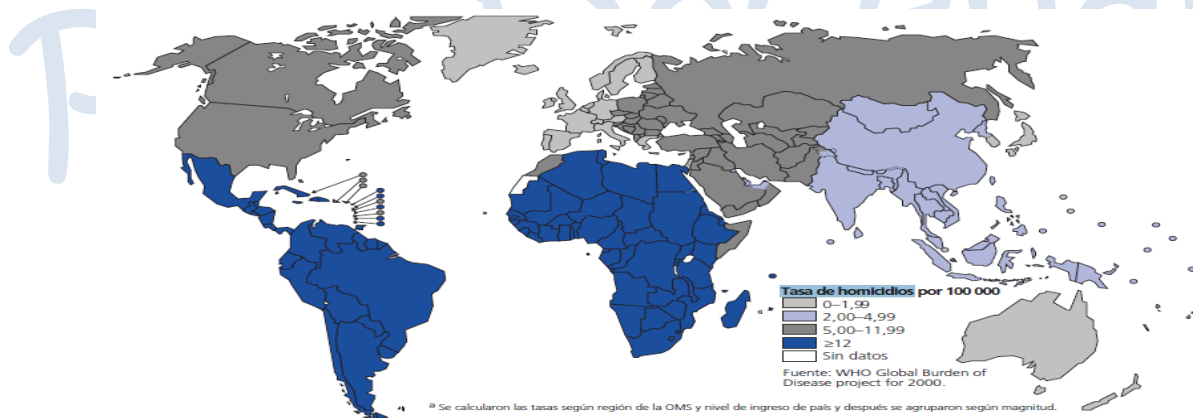 Tasa de homicidios por 100 000
0–1,99
2,00–4,99
5,00–11,99
≥12
Sin datos
Fuente: WHO Global Burden of
Disease project for 2000.
a Se calcularon las tasas según región de la OMS y nivel de ingreso de país y después se agruparon según magnitud.